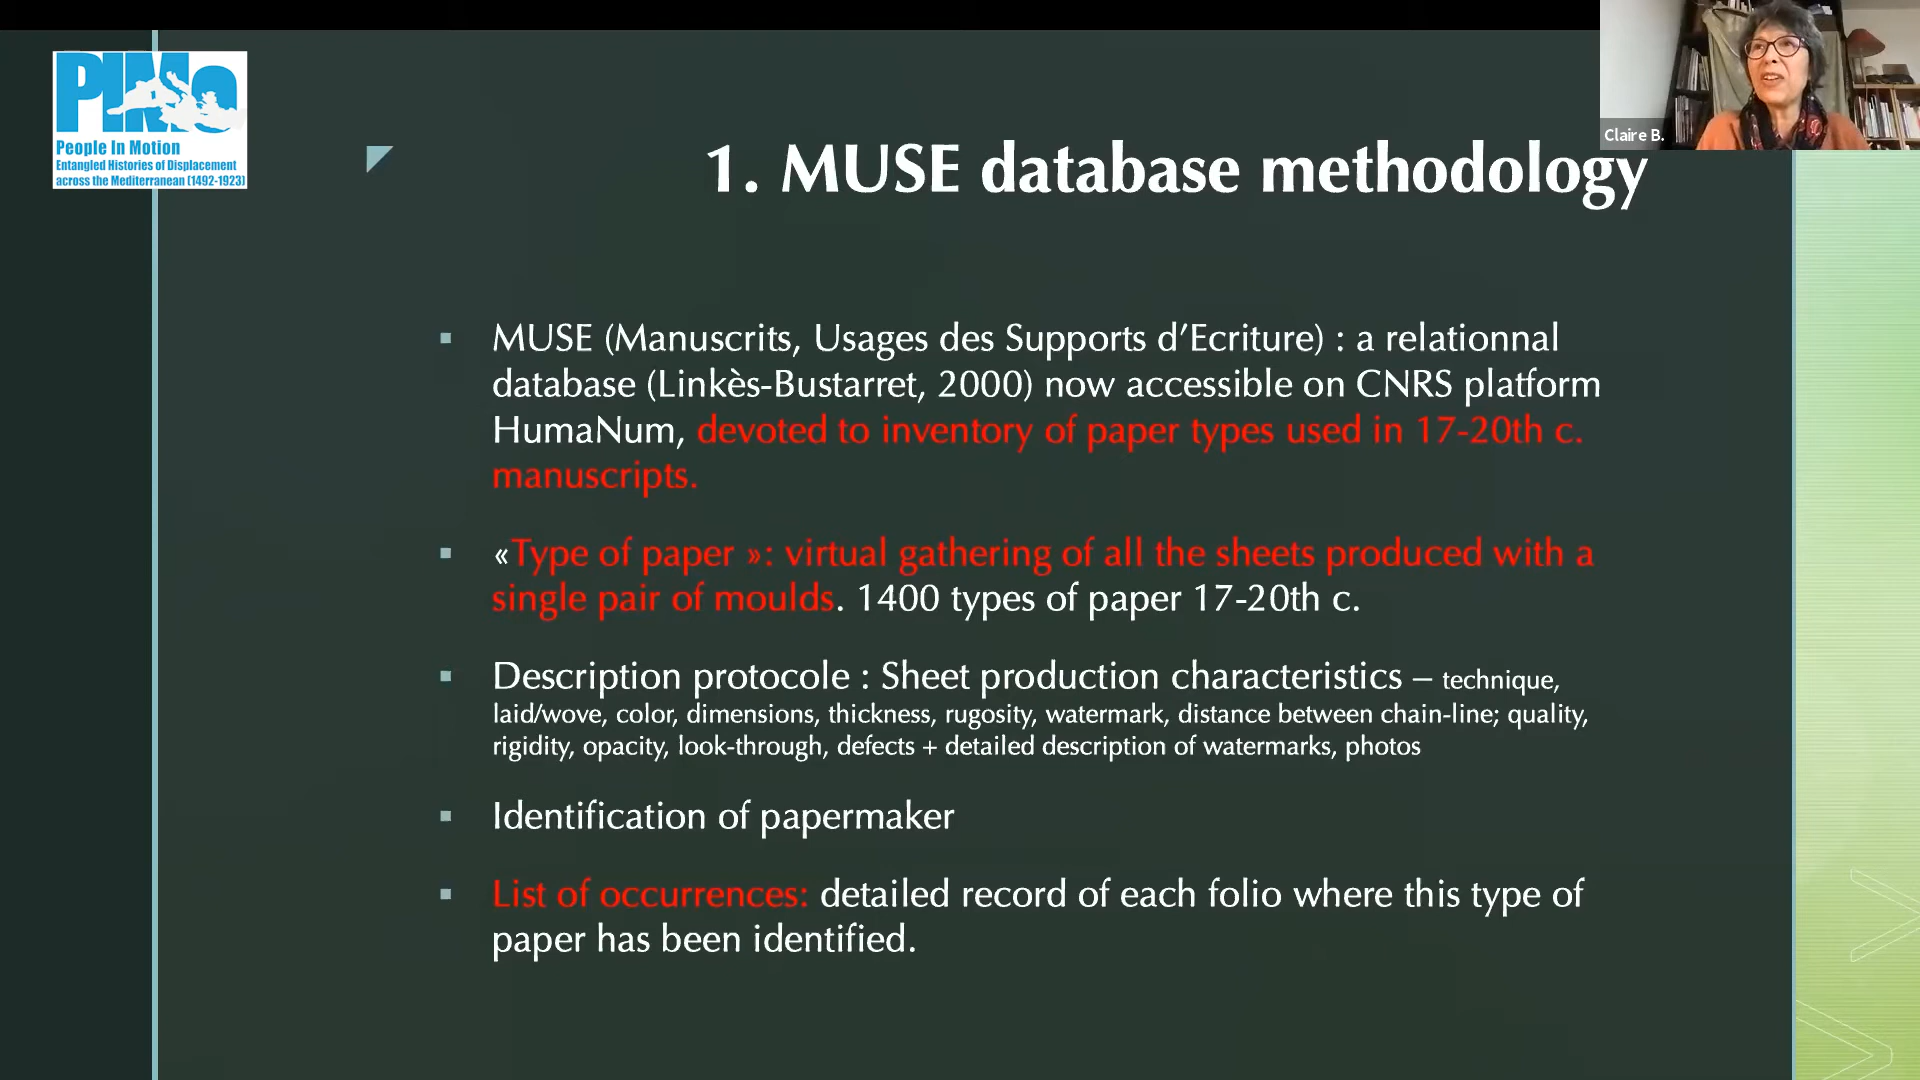 PIMo
People In Motion
Entangled Histories of Displacement
across the Mediterranean (1492-1923)
Claire B.
1. MUSE database methodology
▪ MUSE (Manuscrits, Usages des Supports d’Ecriture) : a relationnal
database (Linkès-Bustarret, 2000) now accessible on CNRS platform
HumaNum, devoted to inventory of paper types used in 17-20th c.
manuscripts.
▪ «Type of paper »: virtual gathering of all the sheets produced with a
single pair of moulds. 1400 types of paper 17-20th c.
▪ Description protocole : Sheet production characteristics – technique,
laid/wove, color, dimensions, thickness, rugosity, watermark, distance between chain-line; quality,
rigidity, opacity, look-through, defects + detailed description of watermarks, photos
▪ Identification of papermaker
▪ List of occurrences: detailed record of each folio where this type of
paper has been identified.